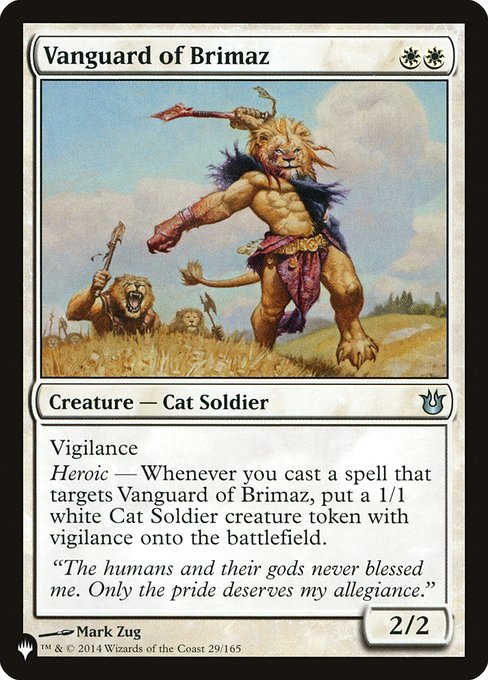 Vanguard of Brimaz
Creature — Cat Soldier
Vigilance
Heroic — Whenever you cast a spell that
targets Vanguard of Brimaz, put a 1/1
white Cat Soldier creature token with
vigilance onto the battlefield.
“The humans and their gods never blessed
me. Only the pride deserves my allegiance.”
Mark Zug
2/2
™ & © 2014 Wizards of the Coast 29/165